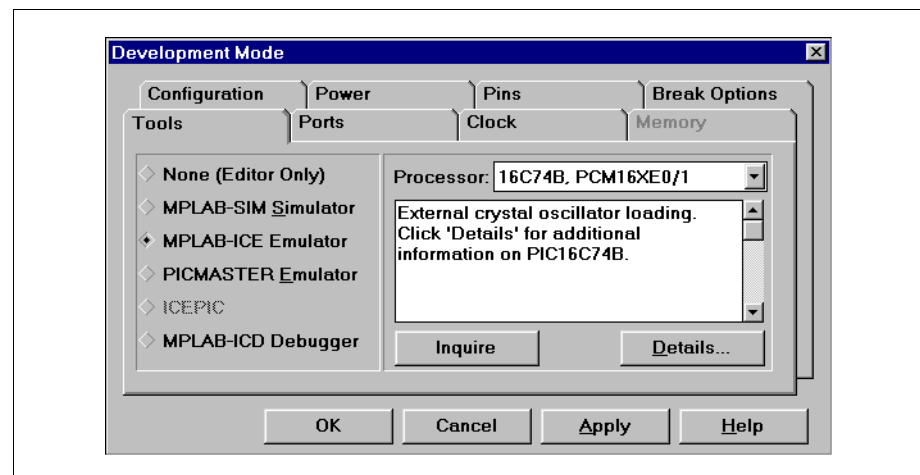 Development Mode
Configuration Power Pins Break Options
Tools Ports Clock Memory
None (Editor Only)
MPLAB-SIM Simulator
MPLAB-ICE Emulator
PICMASTER Emulator
ICEPIC
MPLAB-ICD Debugger
Processor: 16C74B, PCM16XE0/1
External crystal oscillator loading.
Click 'Details' for additional
information on PIC16C74B.
Inquire Details...
OK Cancel Apply Help